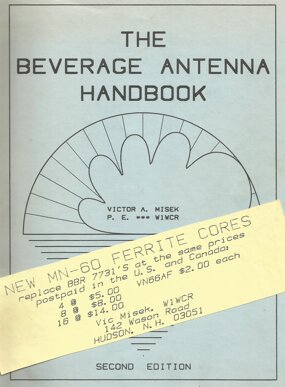 THE
BEVERAGE ANTENNA
HANDBOOK
VICTOR A. MISEK
P. E. *** W1WCR
NEW MN-60 FERRITE CORES
replace BBR 7731'S at the same prices
postpaid in the U.S. and Canada:
4 @ $5.00 VN66AF $2.00 each
8 @ $8.00
16 @ $14.00
Vic Misek, W1WCR
142 Wason Road
HUDSON, N.H. 03051
SECOND EDITION